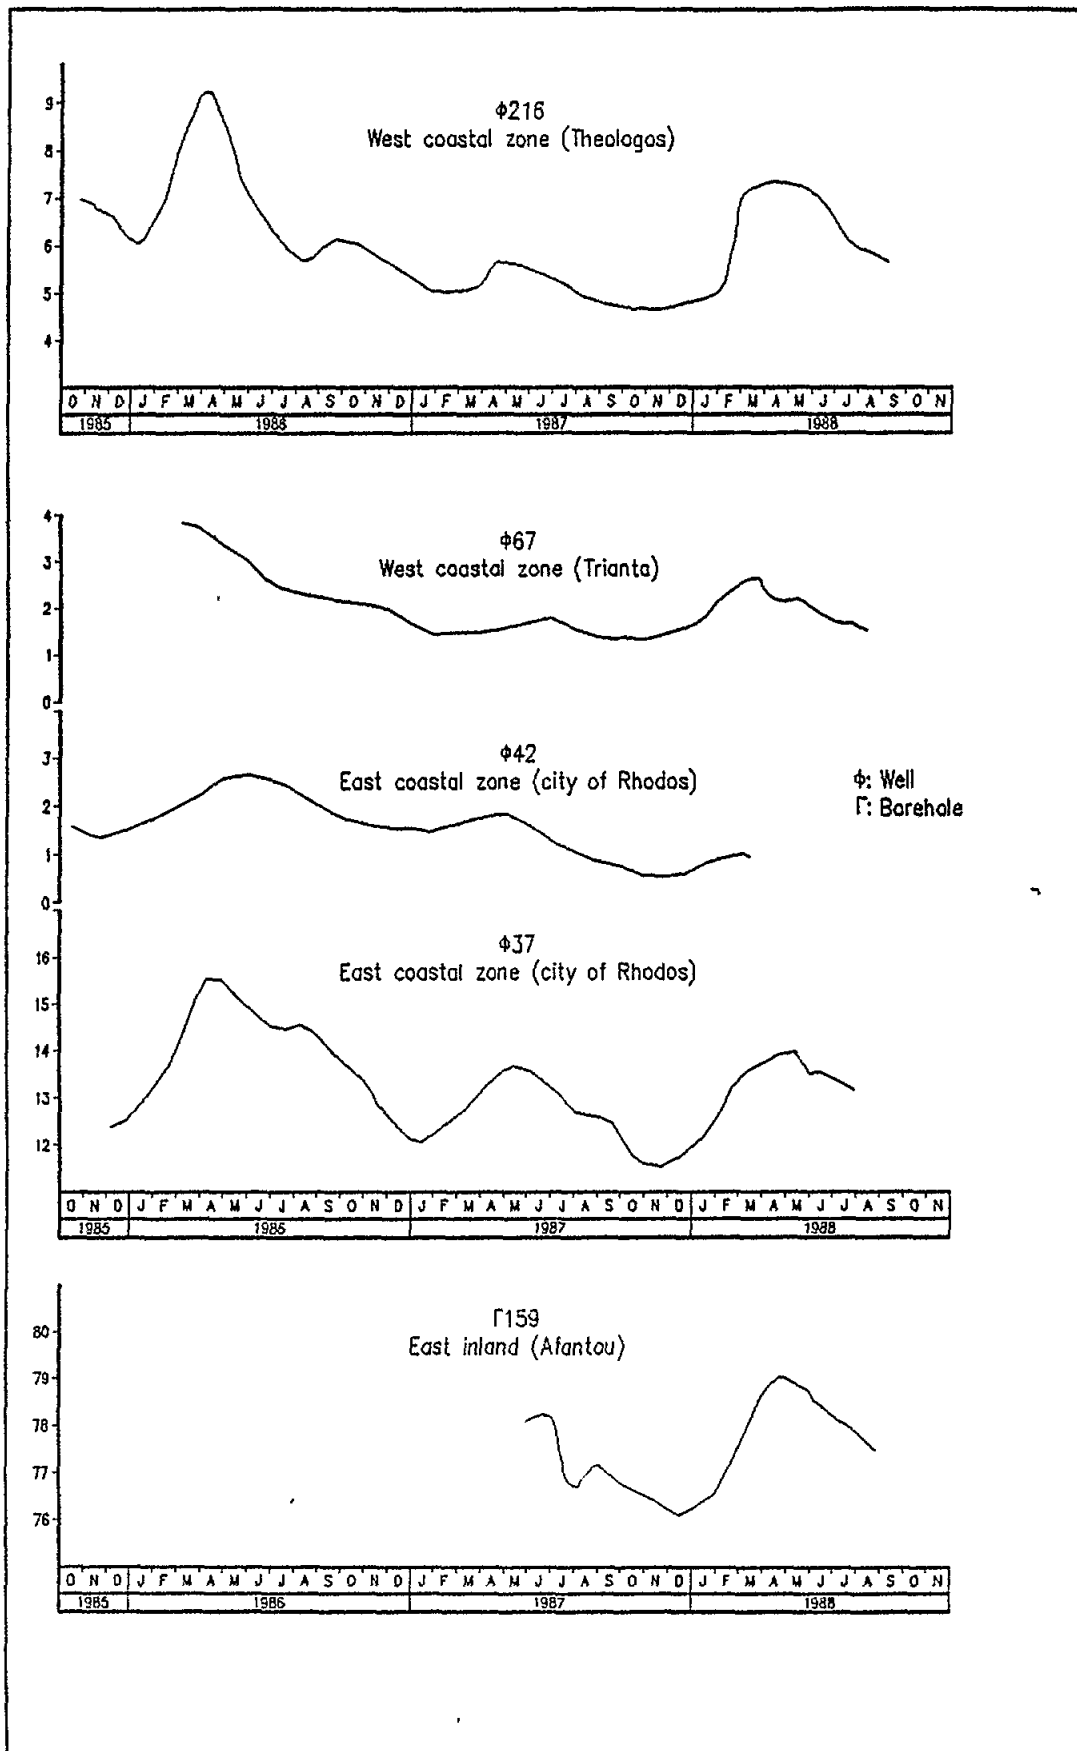 9
Φ216
West coastal zone (Theologos)
8
7
6
5
4
O N D J F M A M J J A S O N D J F M A M J J A S O N D J F M A M J J A S O N
1985 1986 1987 1988
4
Φ67
3
West coastal zone (Trianta)
2
1
0
3
Φ42
East coastal zone (city of Rhodos)
Φ: Well
2
Γ: Borehole
1
0
Φ37
16
East coastal zone (city of Rhodos)
15
14
13
12
O N D J F M A M J J A S O N D J F M A M J J A S O N D J F M A M J J A S O N
1985 1986 1987 1988
Γ159
80
East inland (Afantou)
79
78
77
76
O N D J F M A M J J A S O N D J F M A M J J A S O N D J F M A M J J A S O N
1985 1986 1987 1988